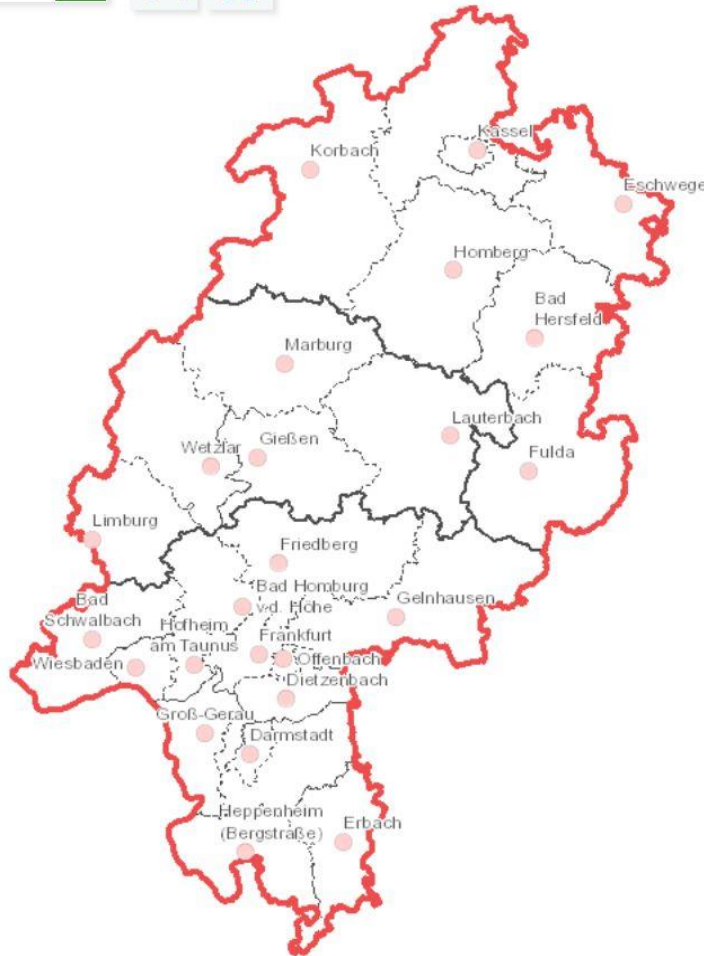 Kassel
Korbach
Eschwege
Homberg
Bad
Hersfeld
Marburg
Lauterbach
Gießen
Wetzlar
Fulda
Limburg
Friedberg
Bad Homburg
v.d. Höhe
Gelnhausen
Bad
Schwalbach
Hofheim
am Taunus
Frankfurt
Wiesbaden
Offenbach
Dietzenbach
Groß-Gerau
Darmstadt
Heppenheim
(Bergstraße)
Erbach